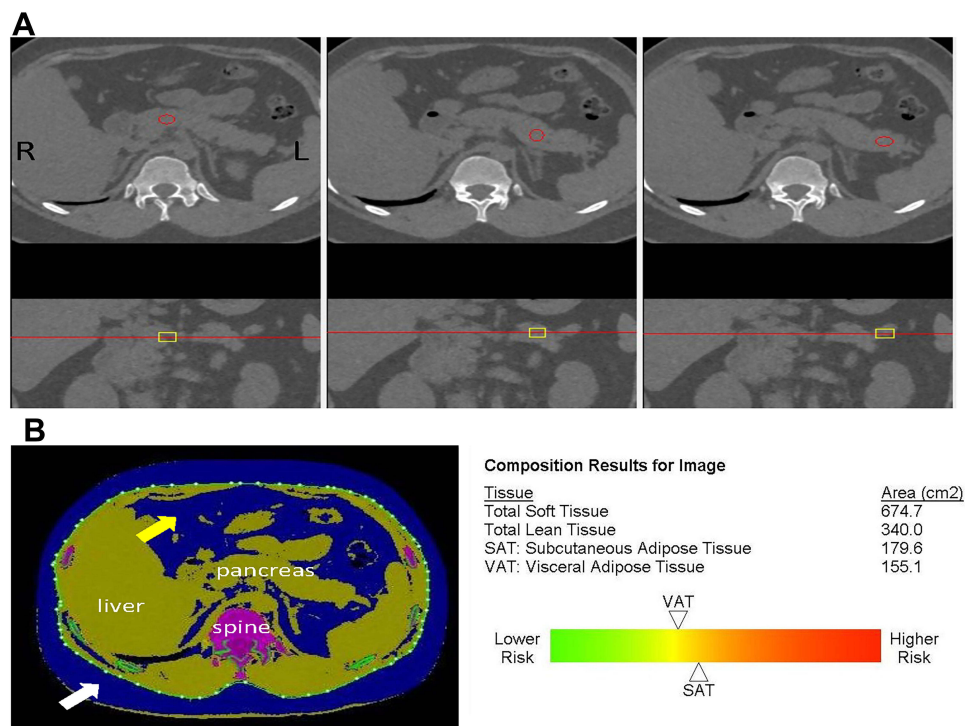 A
R
L
B
pancreas
liver
spine
Composition Results for Image
Tissue Area (cm2)
Total Soft Tissue 674.7
Total Lean Tissue 340.0
SAT: Subcutaneous Adipose Tissue 179.6
VAT: Visceral Adipose Tissue 155.1
VAT
Lower Risk
Higher Risk
SAT